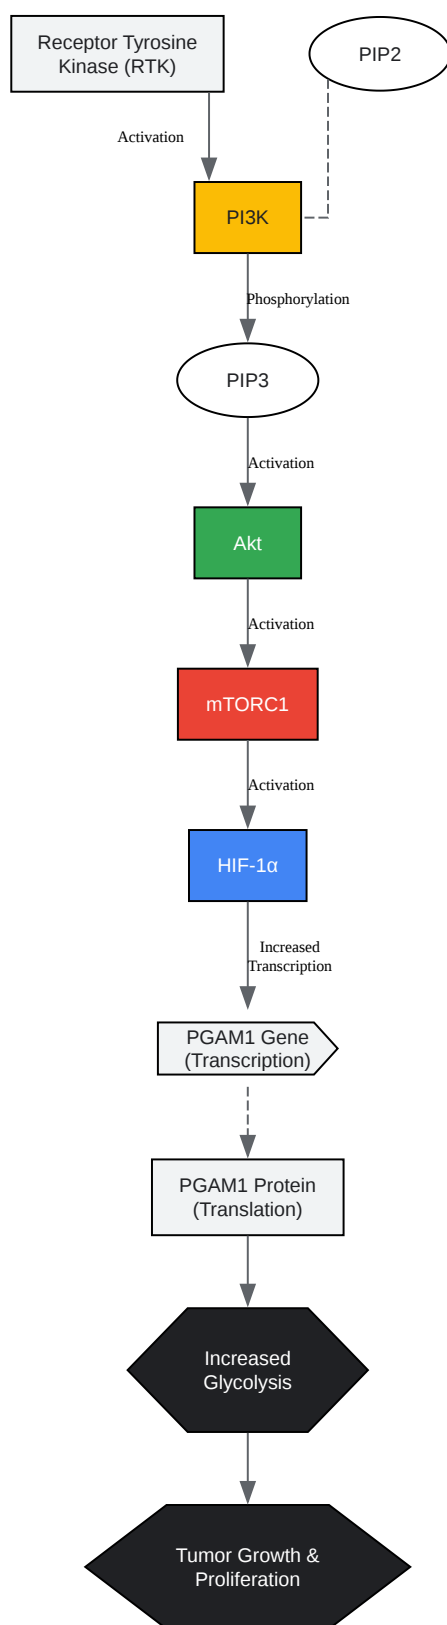 Receptor Tyrosine
Kinase (RTK)
PIP2
Activation
PI3K
Phosphorylation
PIP3
Activation
Akt
Activation
mTORC1
Activation
HIF-1α
Increased
Transcription
PGAM1 Gene
(Transcription)
PGAM1 Protein
(Translation)
Increased
Glycolysis
Tumor Growth &
Proliferation